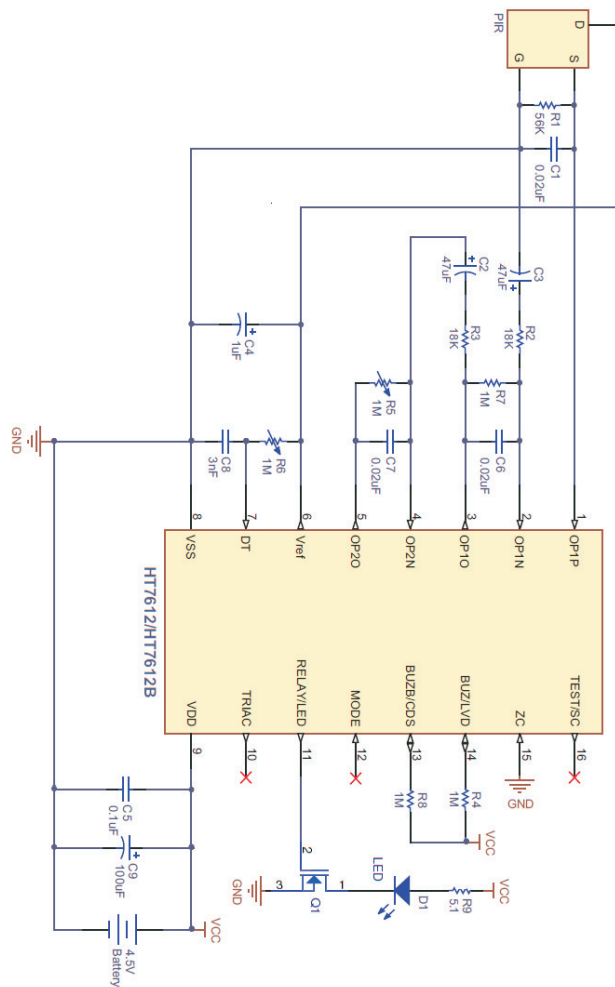 PIR
D
G
S
R1
56K
C1
0.02uF
C2
47uF
C3
47uF
R3
18K
R2
18K
C4
1uF
R5
1M
R7
1M
C7
0.02uF
C6
0.02uF
C8
3nF
R6
1M
GND
8
7
6
5
4
3
2
1
VSS
DT
Vref
OP2O
OP2N
OP1O
OP1N
OP1P
HT7612/HT7612B
VDD
TRIAC
RELAY/LED
MODE
BUZB/CDS
BUZ/LVD
ZC
TEST/SC
9
10
11
12
13
14
15
16
R8
1M
R4
1M
GND
VCC
C5
0.1uF
C9
100uF
4.5V
Battery
VCC
GND
3
2
1
Q1
LED
D1
R9
5.1
VCC